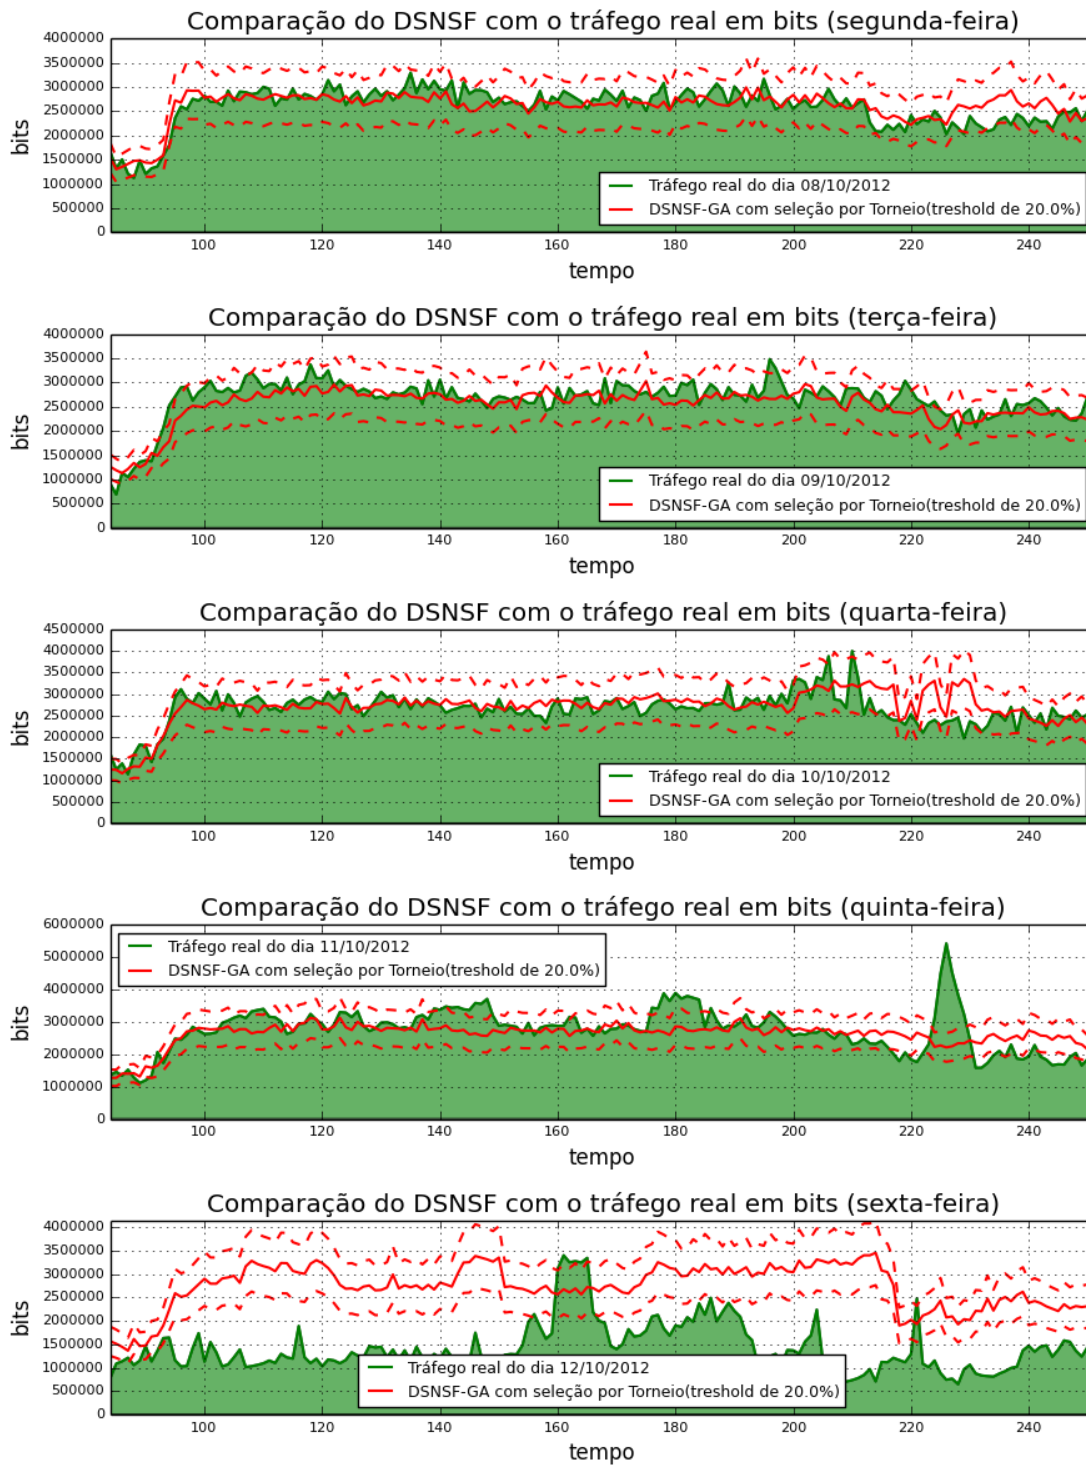 Comparação do DSNSF com o tráfego real em bits (segunda-feira)
4000000
3500000
3000000
2500000
2000000
1500000
1000000
500000
0
bits
Tráfego real do dia 08/10/2012
DSNSF-GA com seleção por Torneio(treshold de 20.0%)
100 120 140 160 180 200 220 240
tempo
Comparação do DSNSF com o tráfego real em bits (terça-feira)
4000000
3500000
3000000
2500000
2000000
1500000
1000000
500000
0
bits
Tráfego real do dia 09/10/2012
DSNSF-GA com seleção por Torneio(treshold de 20.0%)
100 120 140 160 180 200 220 240
tempo
Comparação do DSNSF com o tráfego real em bits (quarta-feira)
4500000
4000000
3500000
3000000
2500000
2000000
1500000
1000000
500000
0
bits
Tráfego real do dia 10/10/2012
DSNSF-GA com seleção por Torneio(treshold de 20.0%)
100 120 140 160 180 200 220 240
tempo
Comparação do DSNSF com o tráfego real em bits (quinta-feira)
6000000
5000000
4000000
3000000
2000000
1000000
0
bits
Tráfego real do dia 11/10/2012
DSNSF-GA com seleção por Torneio(treshold de 20.0%)
100 120 140 160 180 200 220 240
tempo
Comparação do DSNSF com o tráfego real em bits (sexta-feira)
4000000
3500000
3000000
2500000
2000000
1500000
1000000
500000
0
bits
Tráfego real do dia 12/10/2012
DSNSF-GA com seleção por Torneio(treshold de 20.0%)
100 120 140 160 180 200 220 240
tempo